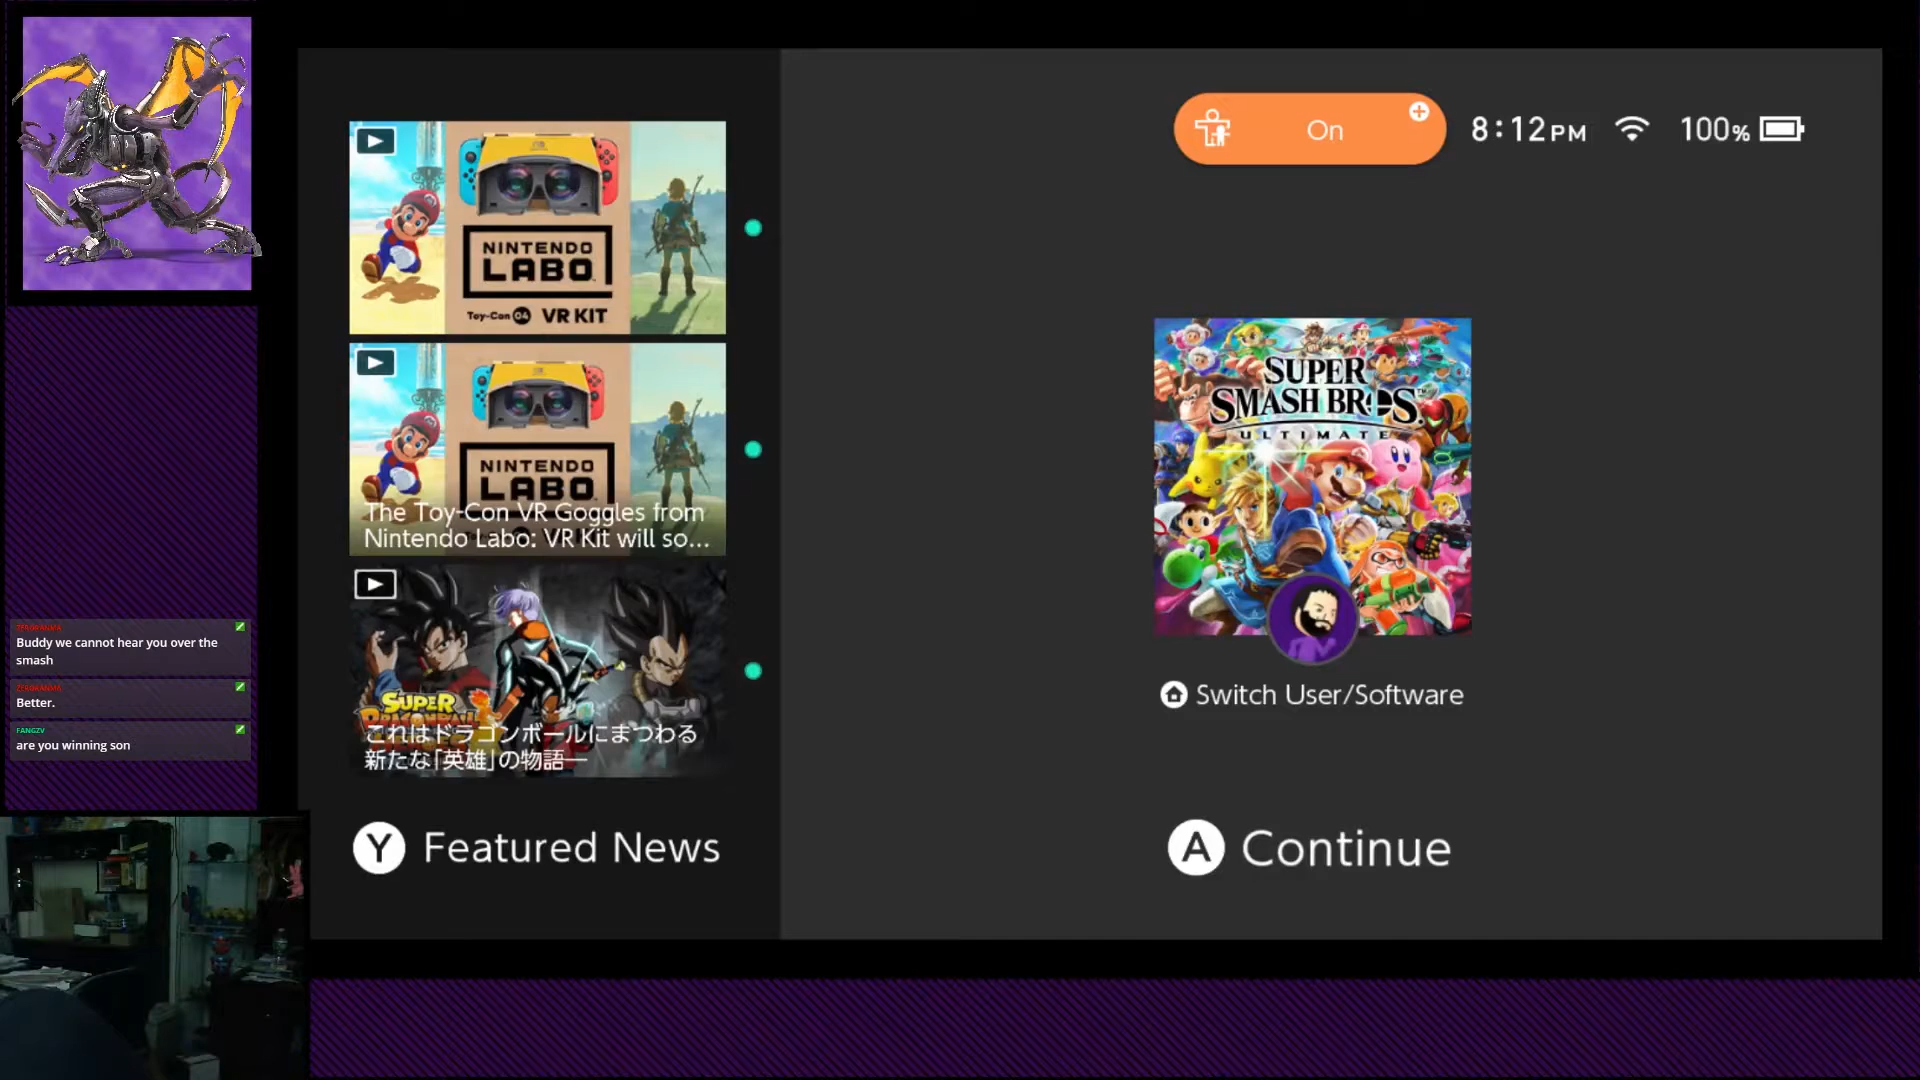 On
8:12PM
100%
NINTENDO
LABO
Toy-Con 04 VR KIT
NINTENDO
LABO
The Toy-Con VR Goggles from
Nintendo Labo: VR Kit will so...
SUPER
これはドラゴンボールにまつわる
新たな「英雄」の物語―
Y Featured News
SUPER
SMASH BROS.
ULTIMATE
Switch User/Software
A Continue
Buddy we cannot hear you over the
smash
Better.
FANGZV
are you winning son